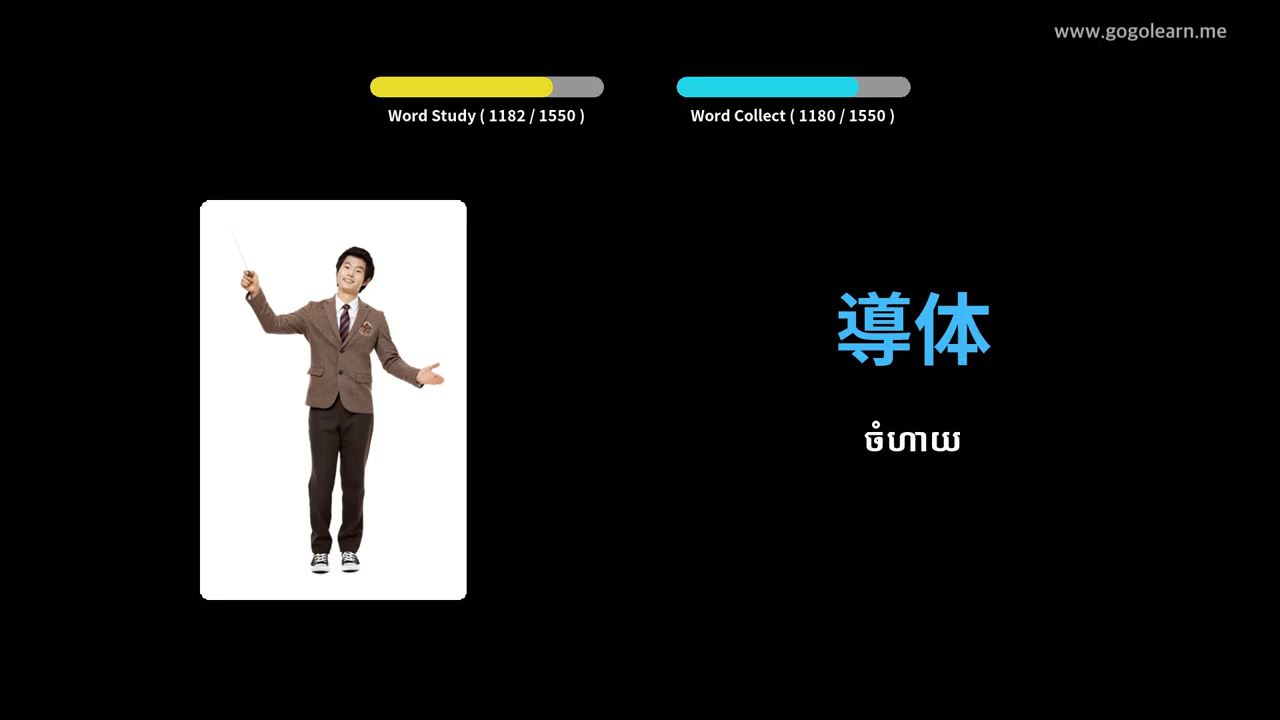 www.gogolearn.me
Word Study ( 1182 / 1550 )
Word Collect ( 1180 / 1550 )
導体
ចំហាយ